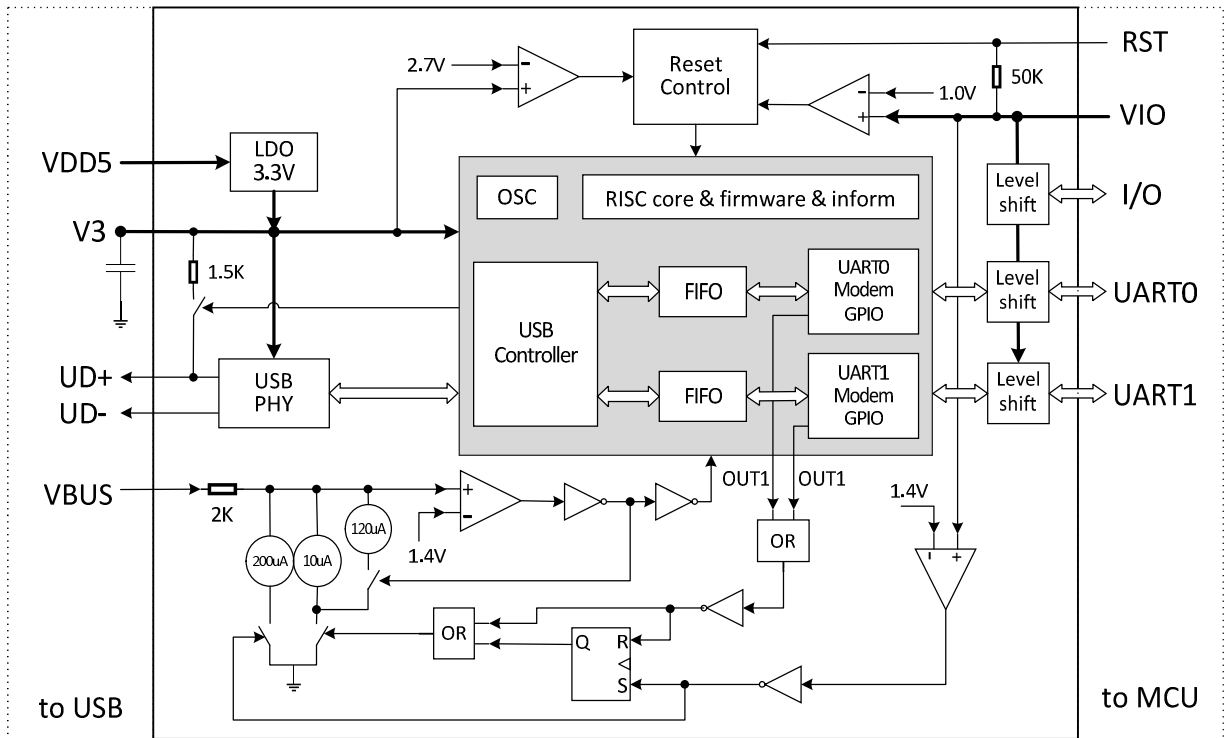 RST
2.7V
-
+
Reset
Control
50K
-
1.0V
+
VIO
VDD5
LDO
3.3V
OSC
RISC core & firmware & inform
Level
shift
I/O
V3
1.5K
USB
Controller
FIFO
UART0
Modem
GPIO
Level
shift
UART0
UD+
UD-
USB
PHY
FIFO
UART1
Modem
GPIO
Level
shift
UART1
VBUS
2K
+
-
1.4V
OUT1
OUT1
1.4V
120uA
200uA
10uA
OR
-
+
OR
Q
R
S
to USB
to MCU